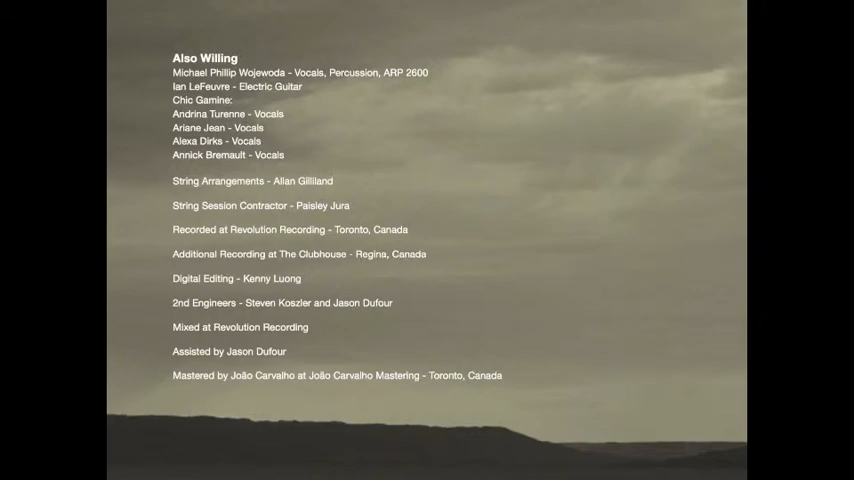 Also Willing
Michael Phillip Wojewoda - Vocals, Percussion, ARP 2600
Ian LeFeuvre - Electric Guitar
Chic Gamine:
Andrina Turenne - Vocals
Ariane Jean - Vocals
Alexa Dirks - Vocals
Annick Bremault - Vocals
String Arrangements - Allan Gilliland
String Session Contractor - Paisley Jura
Recorded at Revolution Recording - Toronto, Canada
Additional Recording at The Clubhouse - Regina, Canada
Digital Editing - Kenny Luong
2nd Engineers - Steven Koszler and Jason Dufour
Mixed at Revolution Recording
Assisted by Jason Dufour
Mastered by João Carvalho at João Carvalho Mastering - Toronto, Canada